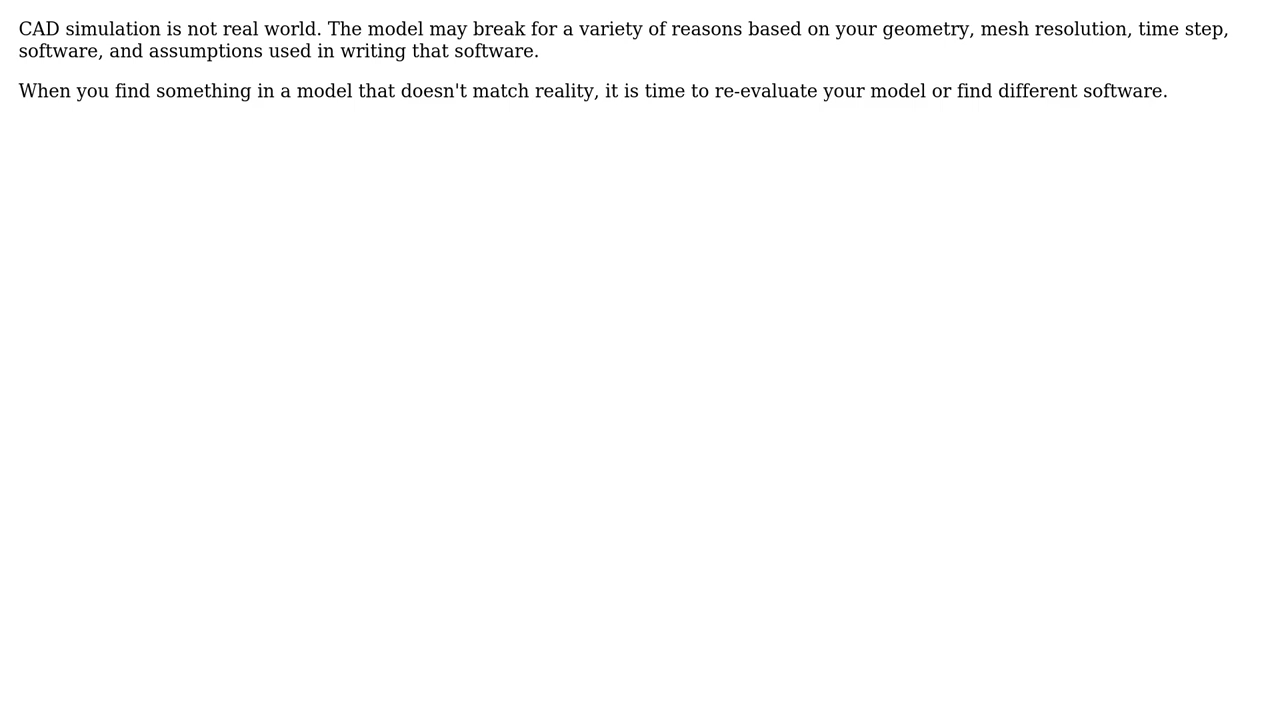 CAD simulation is not real world. The model may break for a variety of reasons based on your geometry, mesh resolution, time step,
software, and assumptions used in writing that software.
When you find something in a model that doesn't match reality, it is time to re-evaluate your model or find different software.